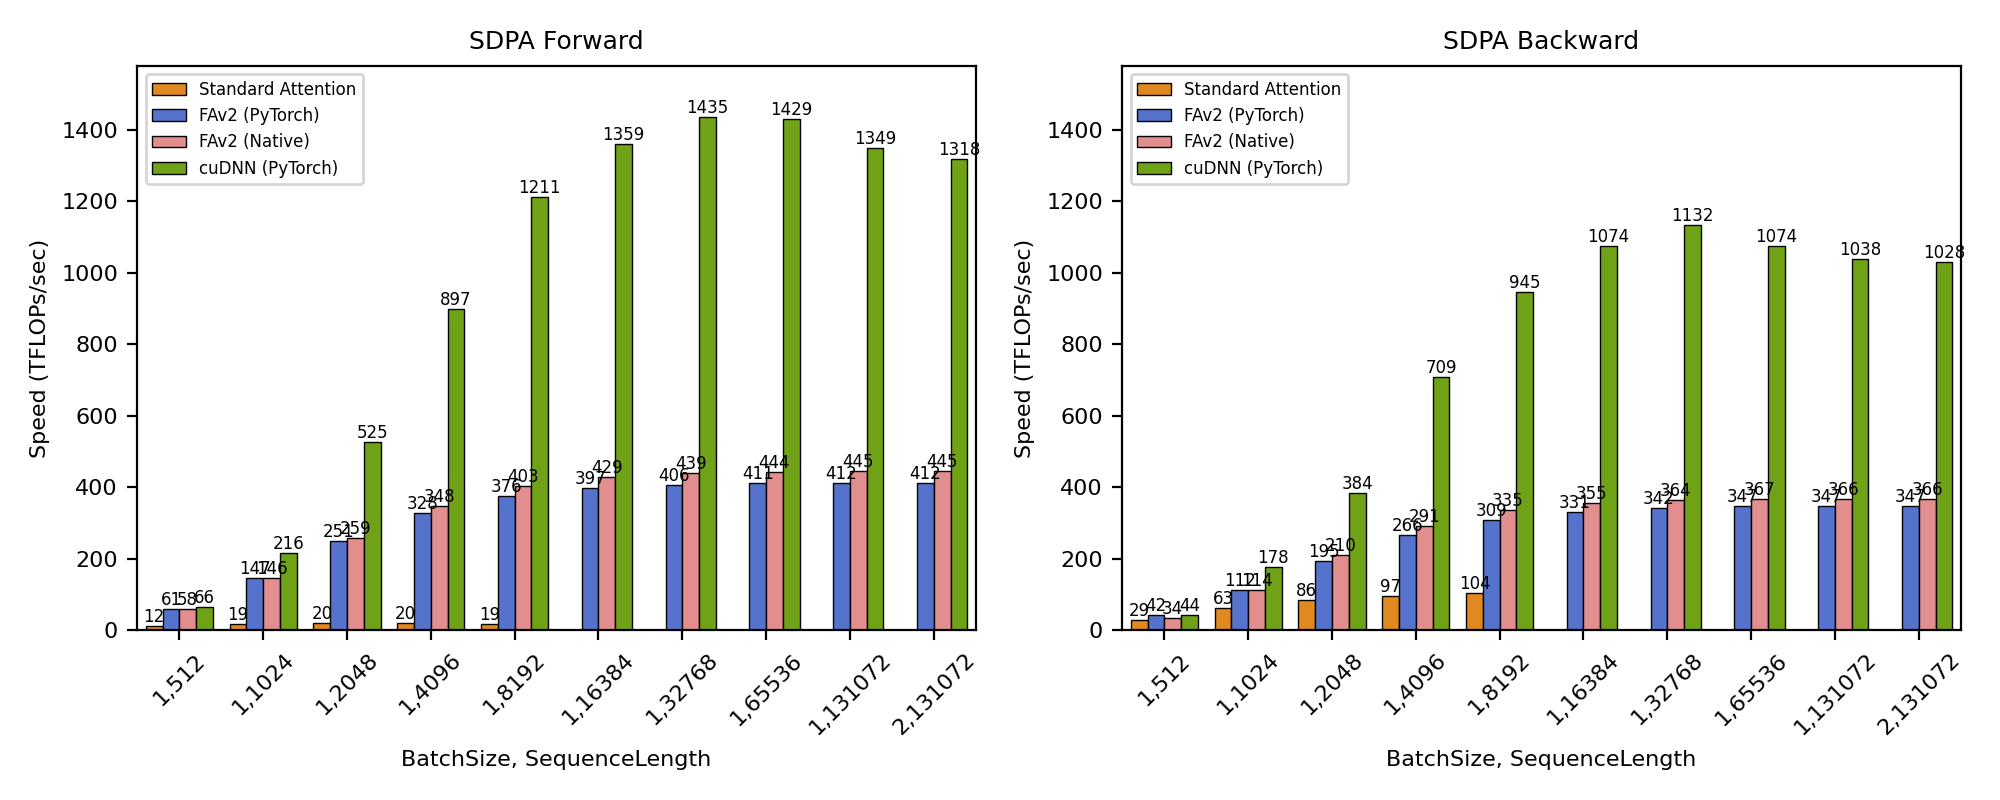 SDPA Forward
Standard Attention
FAv2 (PyTorch)
FAv2 (Native)
cuDNN (PyTorch)
Speed (TFLOPs/sec)
1400
1200
1000
800
600
400
200
0
12 61 58 66
19 147 146 216
20 251 259 525
20 328 348 897
19 376 403 1211
397 429 1359
406 439 1435
411 444 1429
412 445 1349
412 445 1318
1,512
1,1024
1,2048
1,4096
1,8192
1,16384
1,32768
1,65536
1,131072
2,131072
BatchSize, SequenceLength
SDPA Backward
Standard Attention
FAv2 (PyTorch)
FAv2 (Native)
cuDNN (PyTorch)
Speed (TFLOPs/sec)
1400
1200
1000
800
600
400
200
0
29 42 34 44
63 112 114 178
86 195 210 384
97 266 291 709
104 309 335 945
331 355 1074
342 364 1132
347 367 1074
347 366 1038
347 366 1028
1,512
1,1024
1,2048
1,4096
1,8192
1,16384
1,32768
1,65536
1,131072
2,131072
BatchSize, SequenceLength